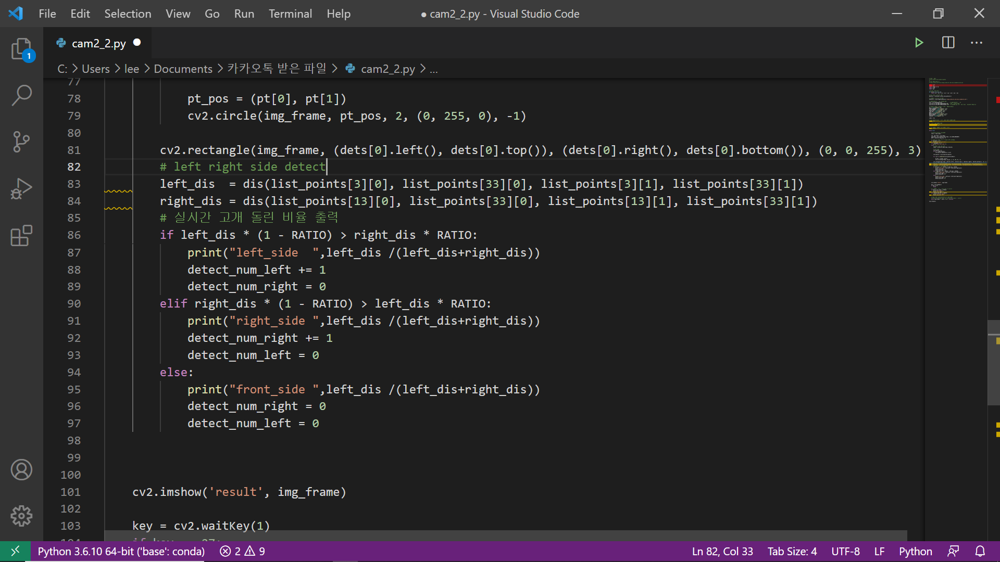 File Edit Selection View Go Run Terminal Help ● cam2_2.py - Visual Studio Code
cam2_2.py
C: > Users > lee > Documents > 카카오톡 받은 파일 > cam2_2.py > ...
1
77
78 pt_pos = (pt[0], pt[1])
79 cv2.circle(img_frame, pt_pos, 2, (0, 255, 0), -1)
80
81 cv2.rectangle(img_frame, (dets[0].left(), dets[0].top()), (dets[0].right(), dets[0].bottom()), (0, 0, 255), 3)
82 # left right side detect
83 left_dis  = dis(list_points[3][0], list_points[33][0], list_points[3][1], list_points[33][1])
84 right_dis = dis(list_points[13][0], list_points[33][0], list_points[13][1], list_points[33][1])
85 # 실시간 고개 돌린 비율 출력
86 if left_dis * (1 - RATIO) > right_dis * RATIO:
87 print("left_side  ",left_dis /(left_dis+right_dis))
88 detect_num_left += 1
89 detect_num_right = 0
90 elif right_dis * (1 - RATIO) > left_dis * RATIO:
91 print("right_side ",left_dis /(left_dis+right_dis))
92 detect_num_right += 1
93 detect_num_left = 0
94 else:
95 print("front_side ",left_dis /(left_dis+right_dis))
96 detect_num_right = 0
97 detect_num_left = 0
98
99
100
101 cv2.imshow('result', img_frame)
102
103 key = cv2.waitKey(1)
Python 3.6.10 64-bit ('base': conda) 2 9 Ln 82, Col 33 Tab Size: 4 UTF-8 LF Python